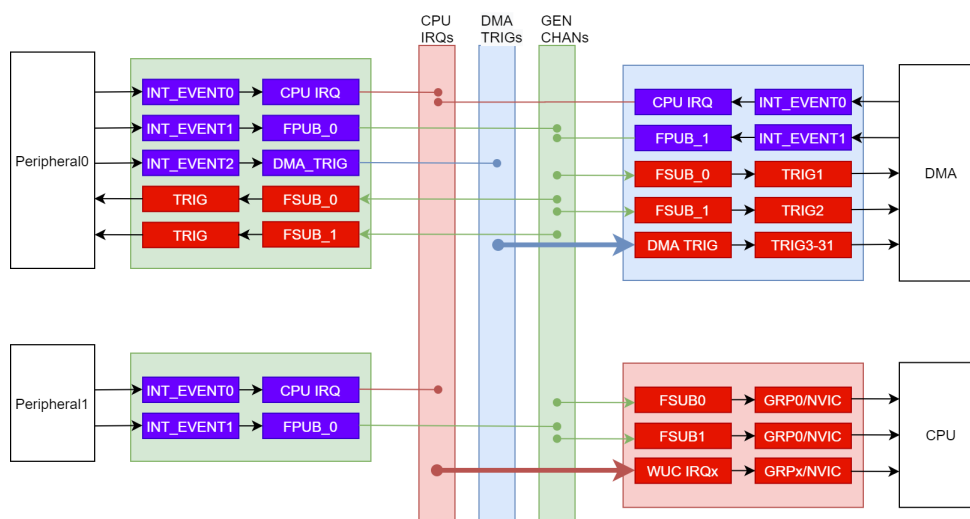 CPU
IRQs
DMA
TRIGs
GEN
CHANs
Peripheral0
INT_EVENT0
CPU IRQ
INT_EVENT1
FPUB_0
INT_EVENT2
DMA_TRIG
TRIG
FSUB_0
TRIG
FSUB_1
CPU IRQ
INT_EVENT0
FPUB_1
INT_EVENT1
FSUB_0
TRIG1
FSUB_1
TRIG2
DMA TRIG
TRIG3-31
DMA
Peripheral1
INT_EVENT0
CPU IRQ
INT_EVENT1
FPUB_0
FSUB0
GRP0/NVIC
FSUB1
GRP0/NVIC
WUC IRQx
GRPx/NVIC
CPU